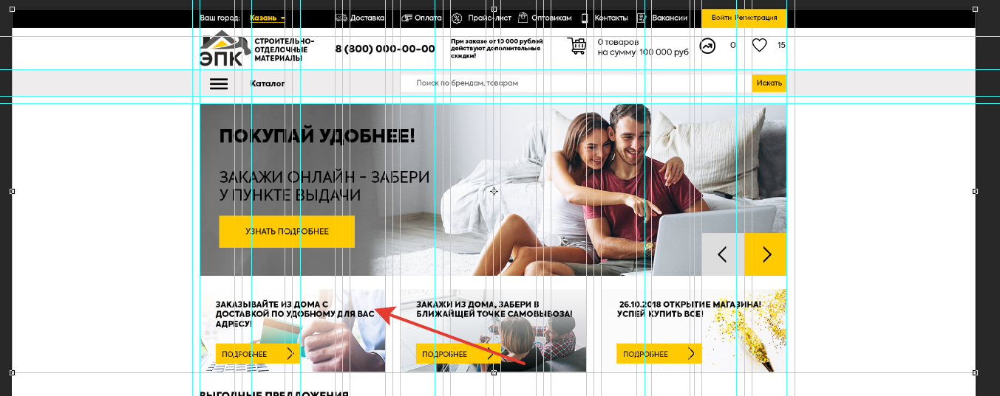 Ваш город: Казань Доставка Оплата Прайс-лист Оптовикам Контакты Вакансии Войти Регистрация
ЭПК
СТРОИТЕЛЬНО-
ОТДЕЛОЧНЫЕ
МАТЕРИАЛЫ
8 (800) 000-00-00
При заказе от 10 000 рублей
действуют дополнительные
скидки!
0 товаров
на сумму: 100 000 руб
0
15
Каталог
Поиск по брендам, товарам
Искать
ПОКУПАЙ УДОБНЕЕ!
ЗАКАЖИ ОНЛАЙН - ЗАБЕРИ
У ПУНКТЕ ВЫДАЧИ
УЗНАТЬ ПОДРОБНЕЕ
ЗАКАЗЫВАЙТЕ ИЗ ДОМА С
ДОСТАВКОЙ ПО УДОБНОМУ ДЛЯ ВАС
АДРЕСУ!
ПОДРОБНЕЕ
ЗАКАЖИ ИЗ ДОМА, ЗАБЕРИ В
БЛИЖАЙЩЕЙ ТОЧКЕ САМОВЫВОЗА!
ПОДРОБНЕЕ
26.10.2018 ОТКРЫТИЕ МАГАЗИНА!
УСПЕЙ КУПИТЬ ВСЕ!
ПОДРОБНЕЕ
ВЫГОДНЫЕ ПРЕДЛОЖЕНИЯ